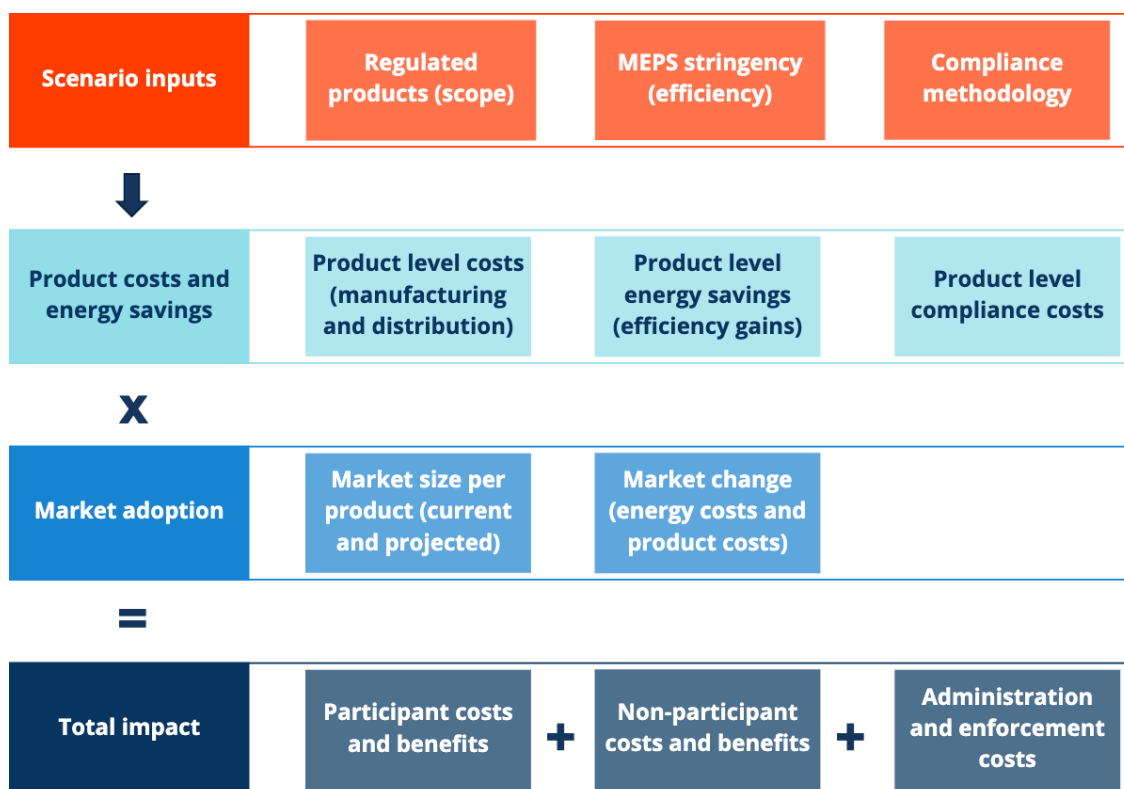 Scenario inputs
Regulated
products (scope)
MEPS stringency
(efficiency)
Compliance
methodology
Product costs and
energy savings
Product level costs
(manufacturing
and distribution)
Product level
energy savings
(efficiency gains)
Product level
compliance costs
x
Market adoption
Market size per
product (current
and projected)
Market change
(energy costs and
product costs)
=
Total impact
Participant costs
and benefits
+
Non-participant
costs and benefits
+
Administration
and enforcement
costs